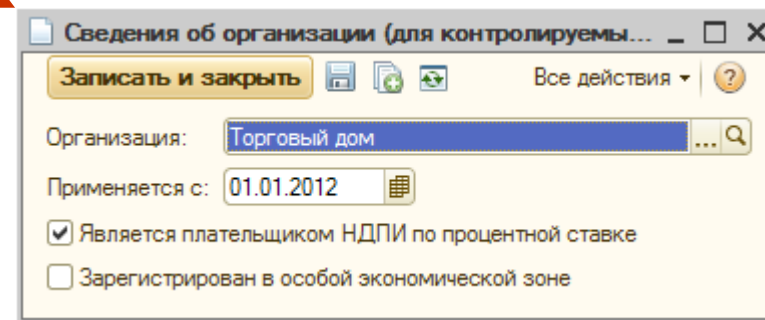 Сведения об организации (для контролируемы...
Записать и закрыть Все действия ?
Организация: Торговый дом ...
Применяется с: 01.01.2012
Является плательщиком НДПИ по процентной ставке
Зарегистрирован в особой экономической зоне